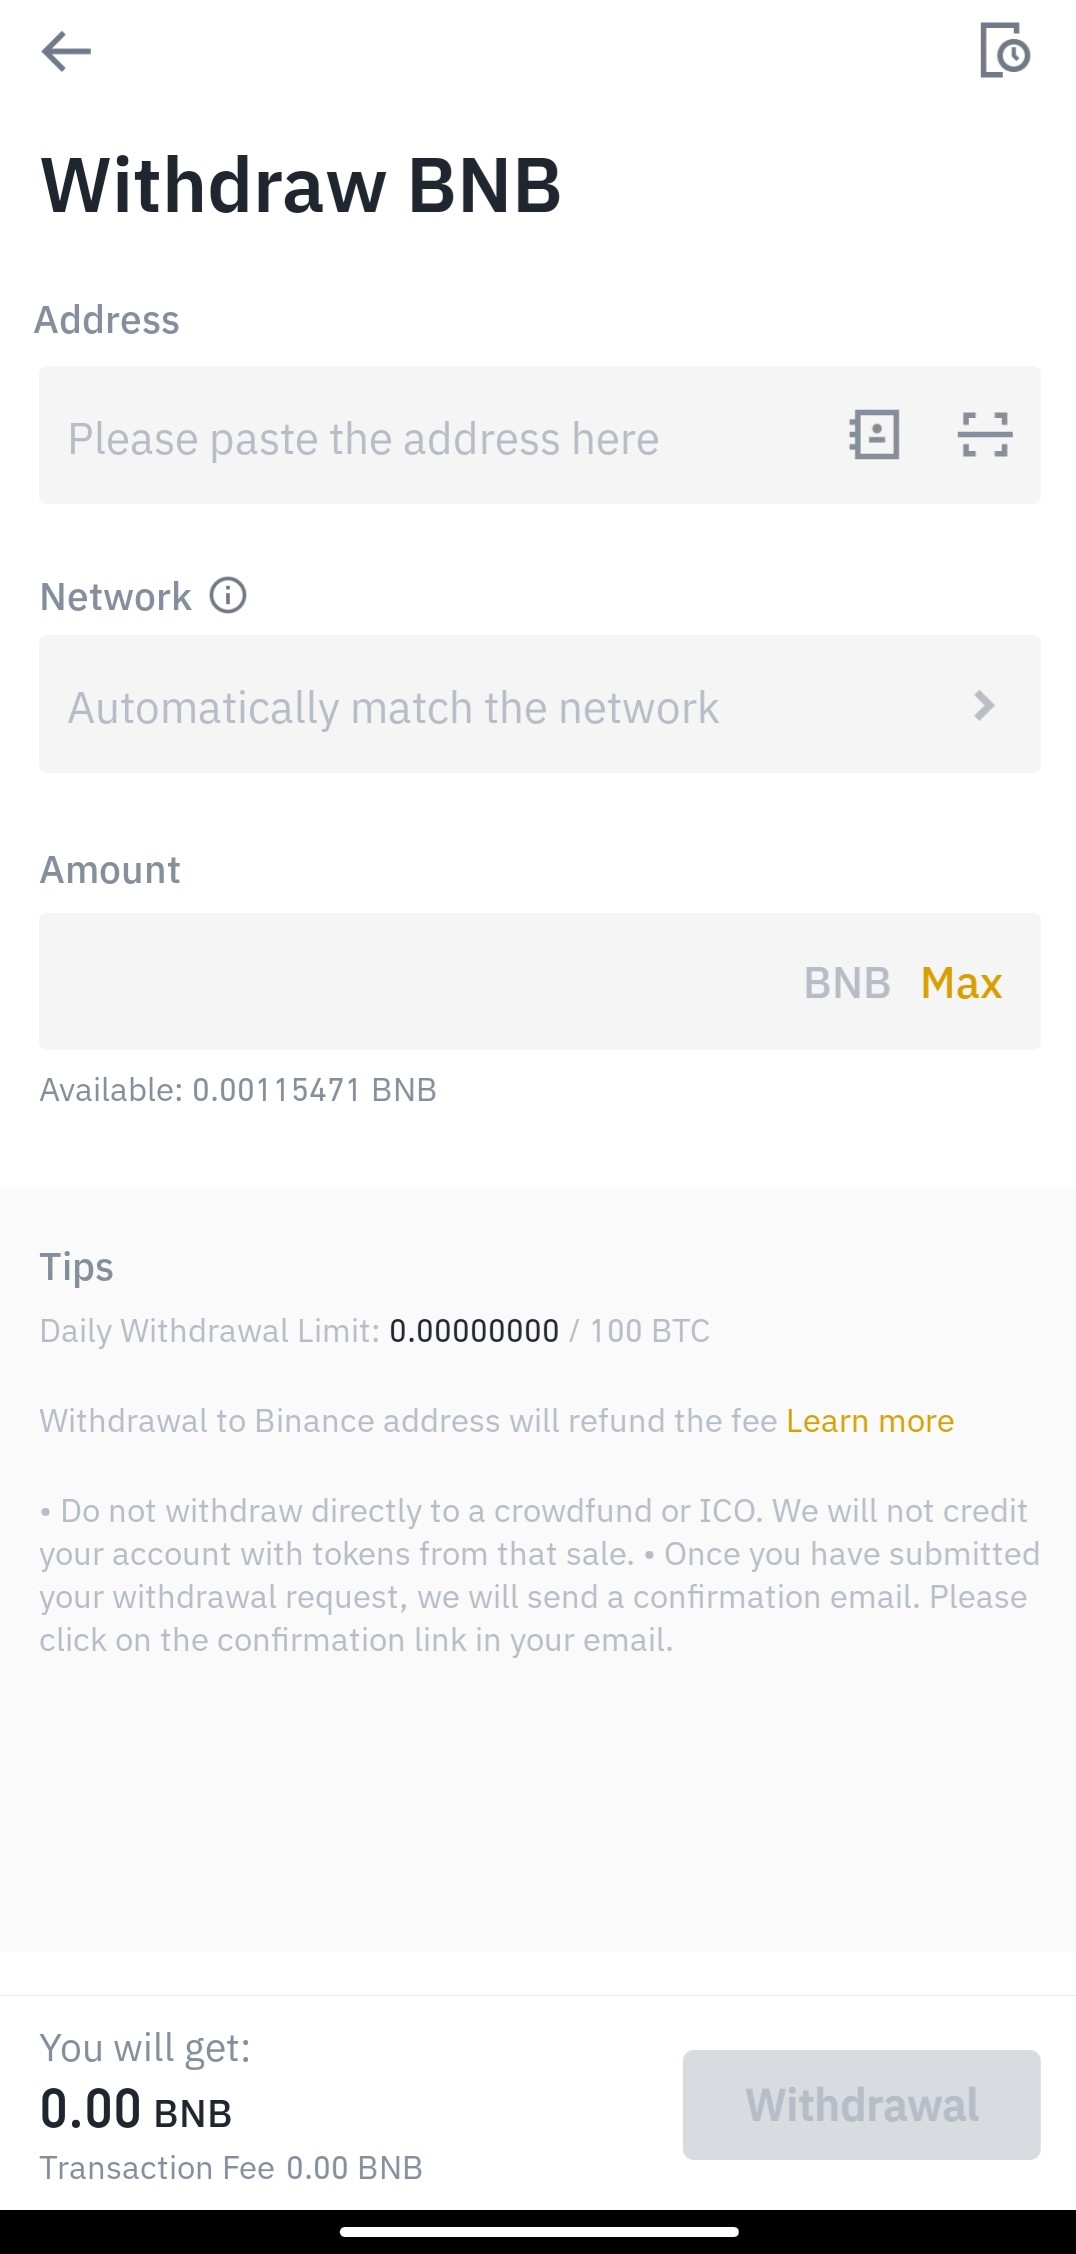 Withdraw BNB
Address
Please paste the address here
Network
Automatically match the network
Amount
BNB Max
Available: 0.00115471 BNB
Tips
Daily Withdrawal Limit: 0.00000000 / 100 BTC
Withdrawal to Binance address will refund the fee Learn more
• Do not withdraw directly to a crowdfund or ICO. We will not credit
your account with tokens from that sale. • Once you have submitted
your withdrawal request, we will send a confirmation email. Please
click on the confirmation link in your email.
You will get:
0.00 BNB
Transaction Fee 0.00 BNB
Withdrawal